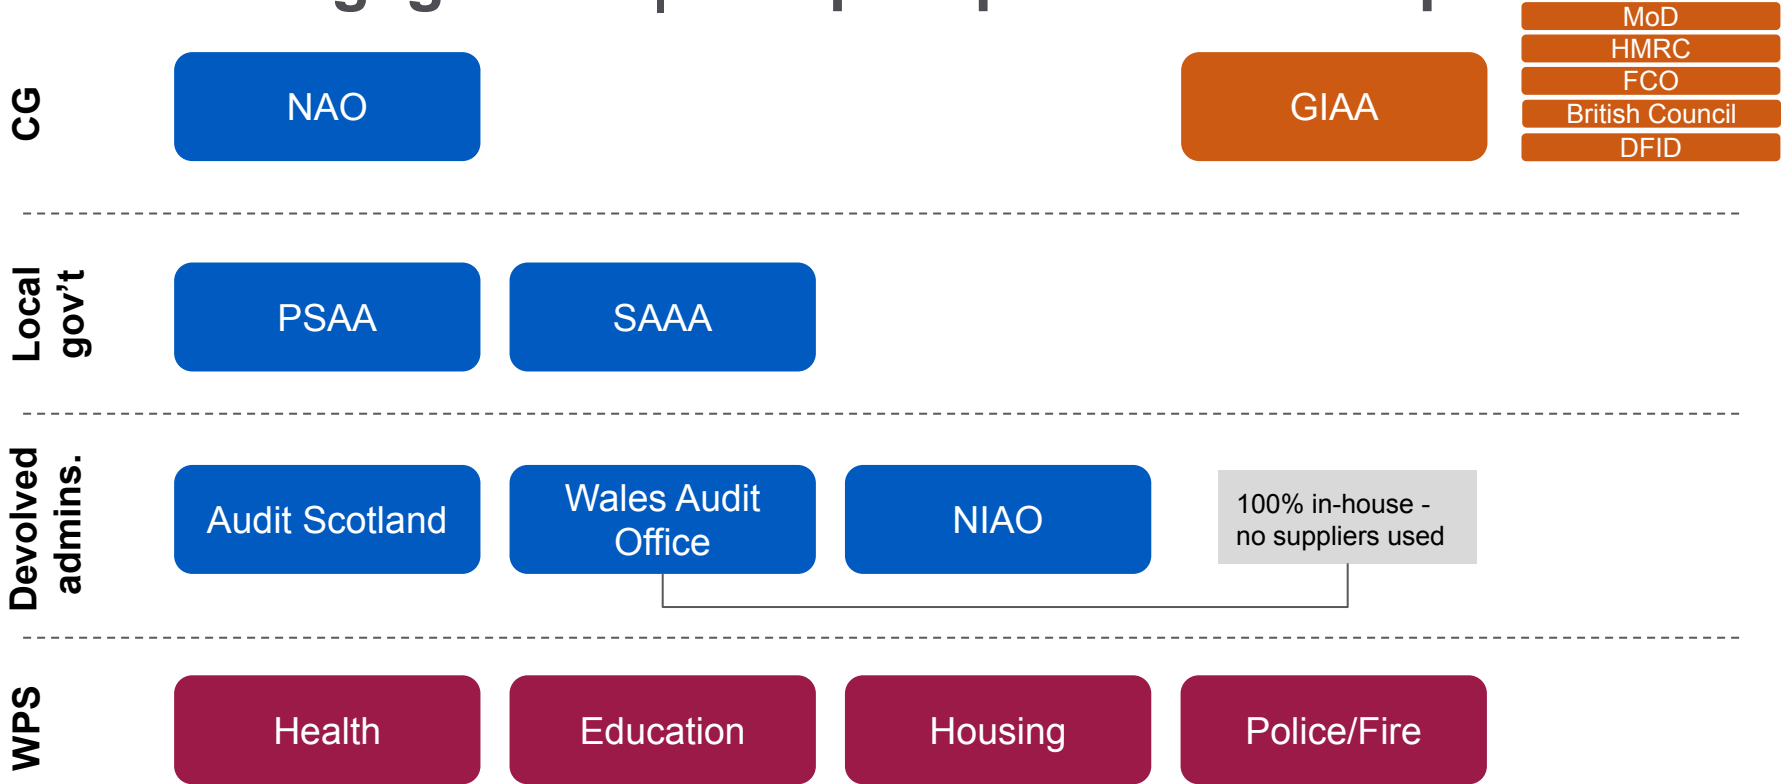 MoD
HMRC
FCO
British Council
DFID
CG
NAO
GIAA
Local
gov't
PSAA
SAAA
Devolved
admins.
Audit Scotland
Wales Audit
Office
NIAO
100% in-house -
no suppliers used
WPS
Health
Education
Housing
Police/Fire